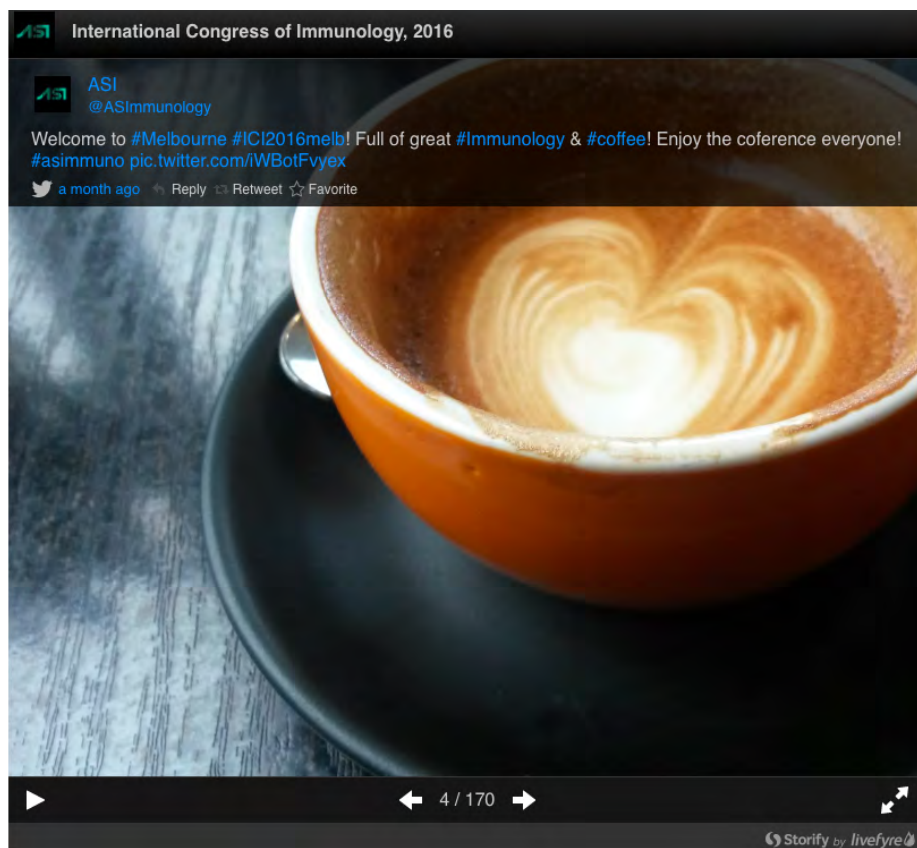 ASI International Congress of Immunology, 2016
ASI
ASI
@ASImmunology
Welcome to #Melbourne #ICI2016melb! Full of great #Immunology & #coffee! Enjoy the coference everyone!
#asimmuno pic.twitter.com/iWBotFvyex
a month ago Reply Retweet Favorite
4 / 170
Storify by livefyre